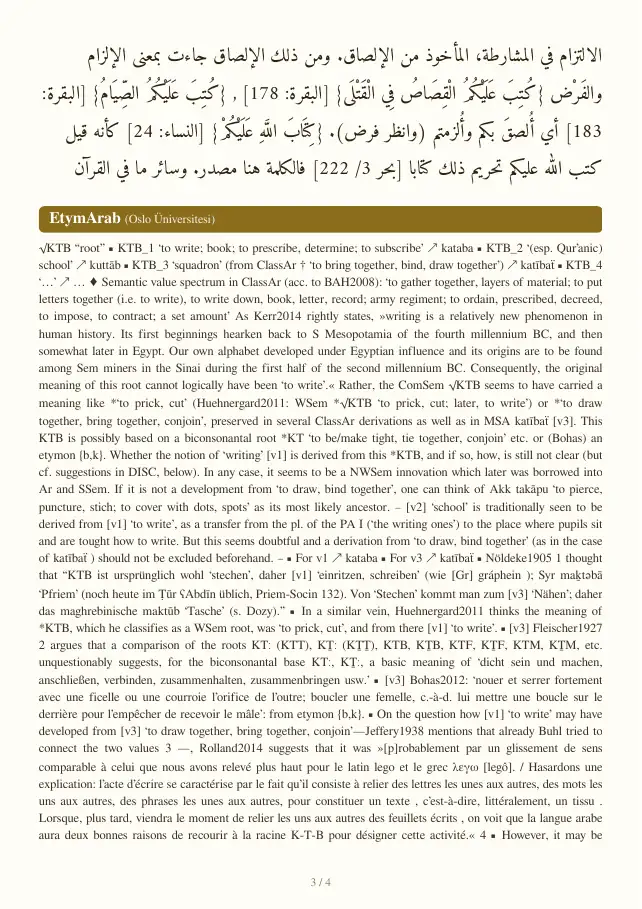 الالتزام في المشارطة، المأخوذ من الإلصاق. ومن ذلك الإلصاق جاءت بمعنى الإلزام
والفَرْض {كُتِبَ عَلَيْكُمُ الْقِصَاصُ فِي الْقَتْلَى} [البقرة: 178] , {كُتِبَ عَلَيْكُمُ الصِّيَامُ} [البقرة:
183] أي أُلصقَ بكم وأُلزمتم (وانظر فرض). {كِتَابَ اللَّهِ عَلَيْكُمْ} [النساء: 24] كأنه قيل
كتب الله عليكم تحريم ذلك كتابا [بحر 3/ 222] فالكلمة هنا مصدر. وسائر ما في القرآن
EtymArab (Oslo Üniversitesi)
√KTB “root” ▪ KTB_1 ‘to write; book; to prescribe, determine; to subscribe’ ↗ kataba ▪ KTB_2 ‘(esp. Qurʾanic)
school’ ↗ kuttāb ▪ KTB_3 ‘squadron’ (from ClassAr † ‘to bring together, bind, draw together’) ↗ katībaẗ ▪ KTB_4
‘…’ ↗ … ♦ Semantic value spectrum in ClassAr (acc. to BAH2008): ‘to gather together, layers of material; to put
letters together (i.e. to write), to write down, book, letter, record; army regiment; to ordain, prescribed, decreed,
to impose, to contract; a set amount’ As Kerr2014 rightly states, »writing is a relatively new phenomenon in
human history. Its first beginnings hearken back to S Mesopotamia of the fourth millennium BC, and then
somewhat later in Egypt. Our own alphabet developed under Egyptian influence and its origins are to be found
among Sem miners in the Sinai during the first half of the second millennium BC. Consequently, the original
meaning of this root cannot logically have been ‘to write’.« Rather, the ComSem √KTB seems to have carried a
meaning like *‘to prick, cut’ (Huehnergard2011: WSem *√KTB ‘to prick, cut; later, to write’) or *‘to draw
together, bring together, conjoin’, preserved in several ClassAr derivations as well as in MSA katībaẗ [v3]. This
KTB is possibly based on a biconsonantal root *KT ‘to be/make tight, tie together, conjoin’ etc. or (Bohas) an
etymon {b,k}. Whether the notion of ‘writing’ [v1] is derived from this *KTB, and if so, how, is still not clear (but
cf. suggestions in DISC, below). In any case, it seems to be a NWSem innovation which later was borrowed into
Ar and SSem. If it is not a development from ‘to draw, bind together’, one can think of Akk takāpu ‘to pierce,
puncture, stich; to cover with dots, spots’ as its most likely ancestor. – [v2] ‘school’ is traditionally seen to be
derived from [v1] ‘to write’, as a transfer from the pl. of the PA I (‘the writing ones’) to the place where pupils sit
and are tought how to write. But this seems doubtful and a derivation from ‘to draw, bind together’ (as in the case
of katībaẗ ) should not be excluded beforehand. – ▪ For v1 ↗ kataba ▪ For v3 ↗ katībaẗ ▪ Nöldeke1905 1 thought
that “KTB ist ursprünglich wohl ‘stechen’, daher [v1] ‘einritzen, schreiben’ (wie [Gr] gráphein ); Syr maḵtəḇā
‘Pfriem’ (noch heute im Ṭūr ʕAbdīn üblich, Priem-Socin 132). Von ‘Stechen’ kommt man zum [v3] ‘Nähen’; daher
das maghrebinische maktūb ‘Tasche’ (s. Dozy).” ▪ In a similar vein, Huehnergard2011 thinks the meaning of
*KTB, which he classifies as a WSem root, was ‘to prick, cut’, and from there [v1] ‘to write’. ▪ [v3] Fleischer1927
2 argues that a comparison of the roots KT: (KTT), KṬ: (KṬṬ), KTB, KṬB, KTF, KṬF, KTM, KṬM, etc.
unquestionably suggests, for the biconsonantal base KT:, KṬ:, a basic meaning of ‘dicht sein und machen,
anschließen, verbinden, zusammenhalten, zusammenbringen usw.’ ▪ [v3] Bohas2012: ‘nouer et serrer fortement
avec une ficelle ou une courroie l’orifice de l’outre; boucler une femelle, c.-à-d. lui mettre une boucle sur le
derrière pour l’empêcher de recevoir le mâle’: from etymon {b,k}. ▪ On the question how [v1] ‘to write’ may have
developed from [v3] ‘to draw together, bring together, conjoin’—Jeffery1938 mentions that already Buhl tried to
connect the two values 3 —, Rolland2014 suggests that it was »[p]robablement par un glissement de sens
comparable à celui que nous avons relevé plus haut pour le latin lego et le grec λεγω [legô]. / Hasardons une
explication: l’acte d’écrire se caractérise par le fait qu’il consiste à relier des lettres les unes aux autres, des mots les
uns aux autres, des phrases les unes aux autres, pour constituer un texte , c’est-à-dire, littéralement, un tissu .
Lorsque, plus tard, viendra le moment de relier les uns aux autres des feuillets écrits , on voit que la langue arabe
aura deux bonnes raisons de recourir à la racine K-T-B pour désigner cette activité.« 4 ▪ However, it may be
3 / 4